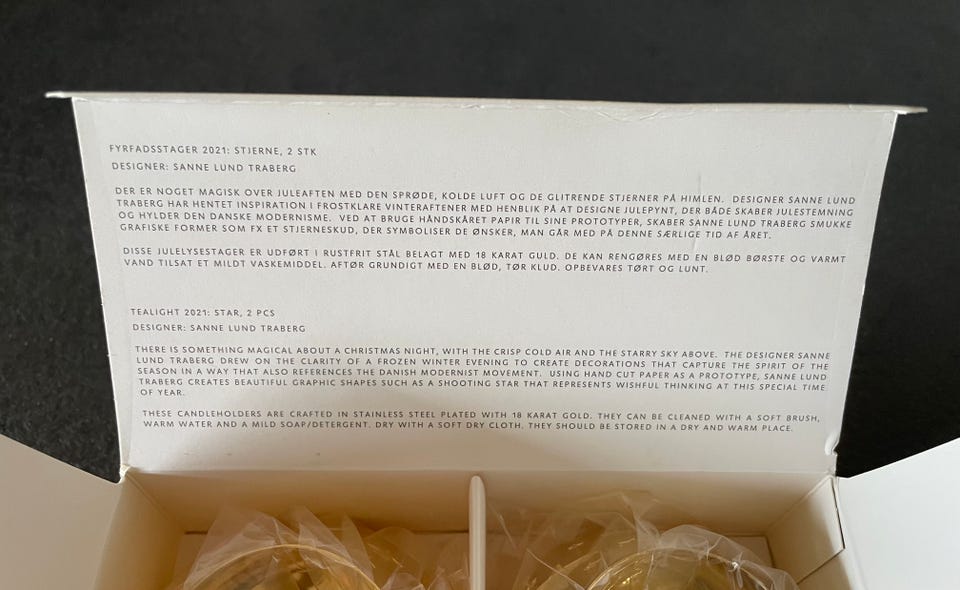 FYRFADSSTAGER 2021: STJERNE, 2 STK
DESIGNER: SANNE LUND TRABERG
DER ER NOGET MAGISK OVER JULEAFTEN MED DEN SPRØDE, KOLDE LUFT OG DE GLITRENDE STJERNER PÅ HIMLEN. DESIGNER SANNE LUND
TRABERG HAR HENTET INSPIRATION I FROSTKLARE VINTERAFTENER MED HENBLIK PÅ AT DESIGNE JULEPYNT, DER BÅDE SKABER JULESTEMNING
OG HYLDER DEN DANSKE MODERNISME. VED AT BRUGE HÅNDSKÅRET PAPIR TIL SINE PROTOTYPER, SKABER SANNE LUND TRABERG SMUKKE
GRAFISKE FORMER SOM FX ET STJERNESKUD, DER SYMBOLISER DE ØNSKER, MAN GÅR MED PÅ DENNE SÆRLIGE TID AF ÅRET.
DISSE JULELYSESTAGER ER UDFØRT I RUSTFRIT STÅL BELAGT MED 18 KARAT GULD. DE KAN RENGØRES MED EN BLØD BØRSTE OG VARMT
VAND TILSAT ET MILDT VASKEMIDDEL. AFTØR GRUNDIGT MED EN BLØD, TØR KLUD. OPBEVARES TØRT OG LUNT.
TEALIGHT 2021: STAR, 2 PCS
DESIGNER: SANNE LUND TRABERG
THERE IS SOMETHING MAGICAL ABOUT A CHRISTMAS NIGHT, WITH THE CRISP COLD AIR AND THE STARRY SKY ABOVE. THE DESIGNER SANNE
LUND TRABERG DREW ON THE CLARITY OF A FROZEN WINTER EVENING TO CREATE DECORATIONS THAT CAPTURE THE SPIRIT OF THE
SEASON IN A WAY THAT ALSO REFERENCES THE DANISH MODERNIST MOVEMENT. USING HAND CUT PAPER AS A PROTOTYPE, SANNE LUND
TRABERG CREATES BEAUTIFUL GRAPHIC SHAPES SUCH AS A SHOOTING STAR THAT REPRESENTS WISHFUL THINKING AT THIS SPECIAL TIME
OF YEAR.
THESE CANDLEHOLDERS ARE CRAFTED IN STAINLESS STEEL PLATED WITH 18 KARAT GOLD. THEY CAN BE CLEANED WITH A SOFT BRUSH,
WARM WATER AND A MILD SOAP/DETERGENT. DRY WITH A SOFT DRY CLOTH. THEY SHOULD BE STORED IN A DRY AND WARM PLACE.